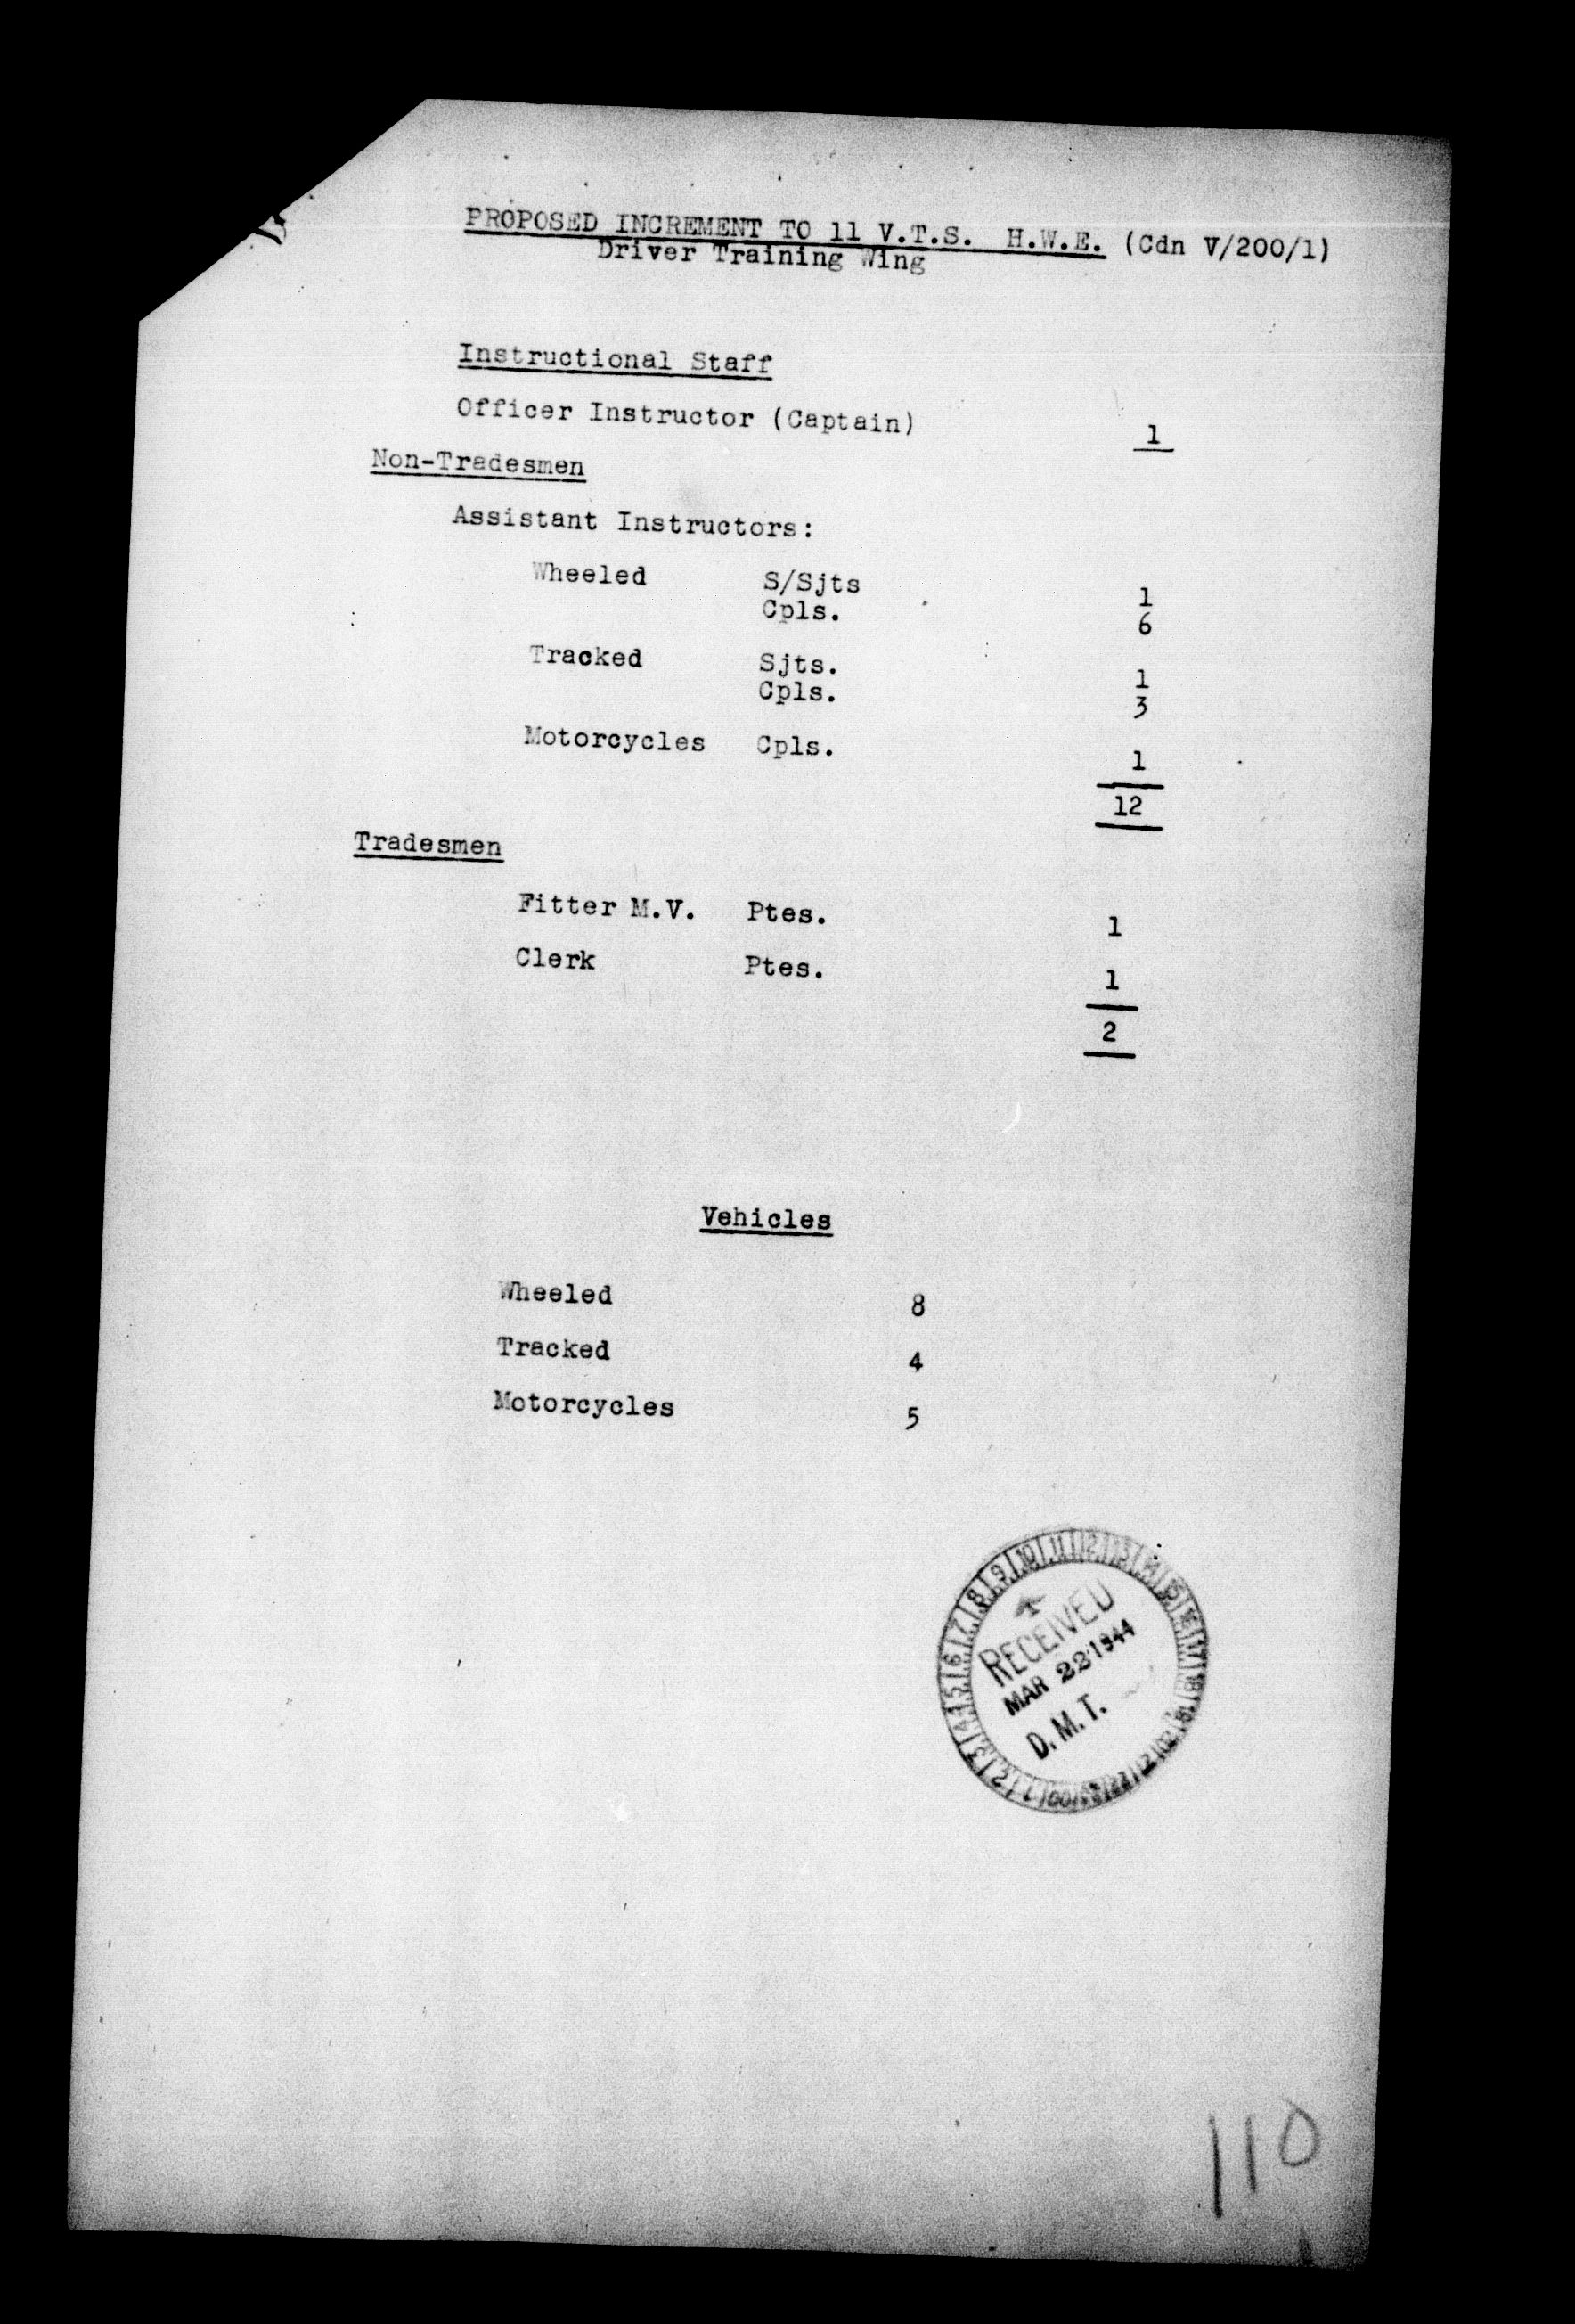 PROPOSED INCREMENT TO 11 V.T.S. H.W.E. (Cdn V/200/1)
Driver Training Wing
Instructional Staff
Officer Instructor (Captain) 1
Non-Tradesmen
Assistant Instructors:
Wheeled S/Sjts 1
Cpls. 6
Tracked Sjts. 1
Cpls. 3
Motorcycles Cpls. 1
12
Tradesmen
Fitter M.V. Ptes. 1
Clerk Ptes. 1
2
Vehicles
Wheeled 8
Tracked 4
Motorcycles 5
RECEIVED
MAR 22 1944
D.M.T.
110